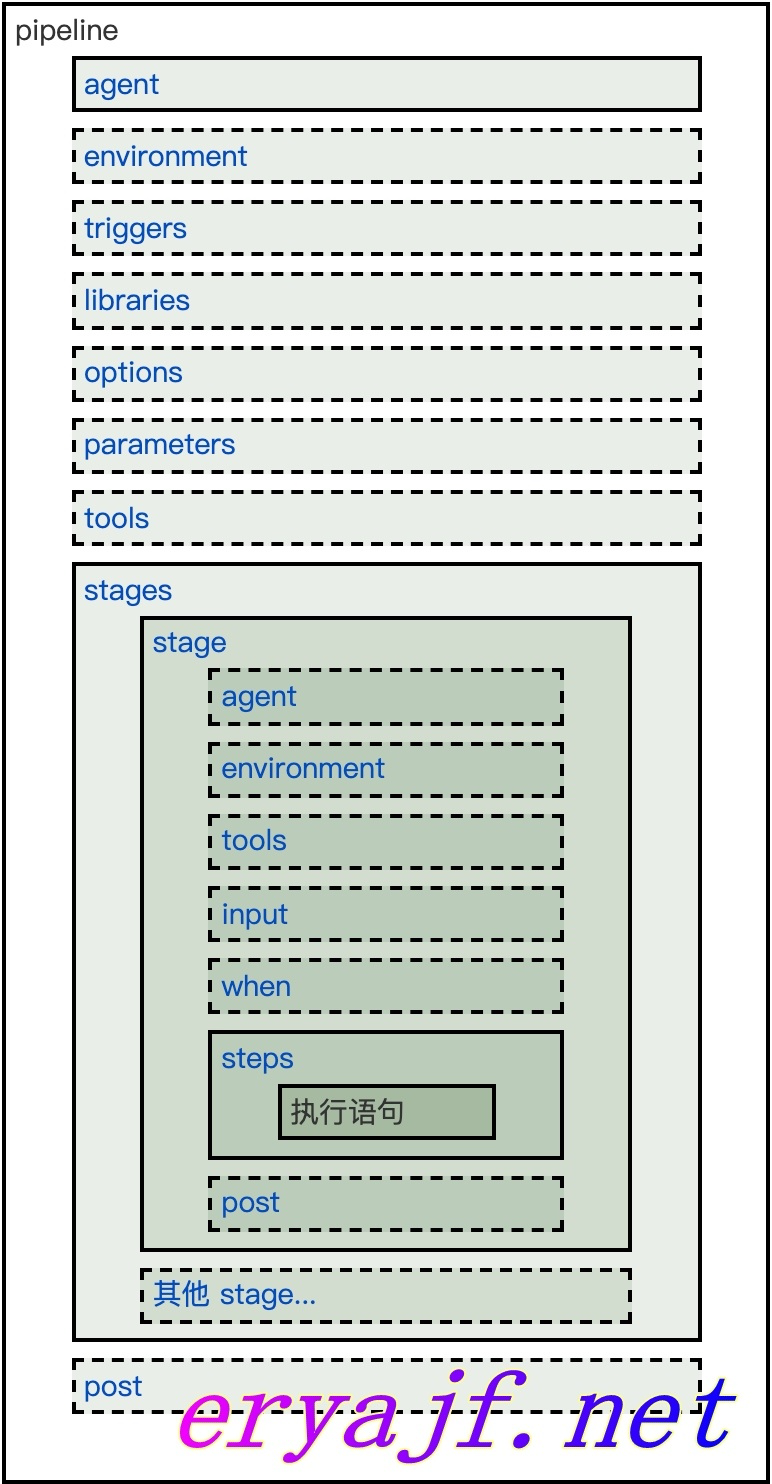 pipeline
agent
environment
triggers
libraries
options
parameters
tools
stages
stage
agent
environment
tools
input
when
steps
执行语句
post
其他 stage...
post
eryajf.net